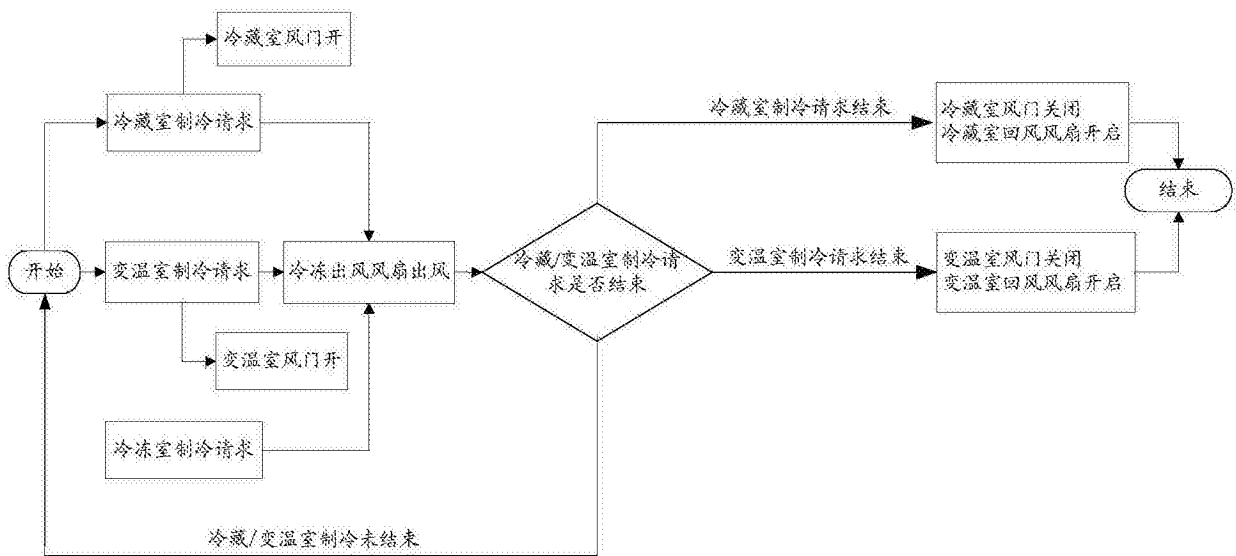 冷藏室风门开
冷藏室制冷请求
冷藏室制冷请求结束
冷藏室风门关闭
冷藏室回风风扇开启
结束
开始
变温室制冷请求
冷冻出风风扇出风
冷藏/变温室制冷请
求是否结束
变温室制冷请求结束
变温室风门关闭
变温室回风风扇开启
变温室风门开
冷冻室制冷请求
冷藏/变温室制冷未结束